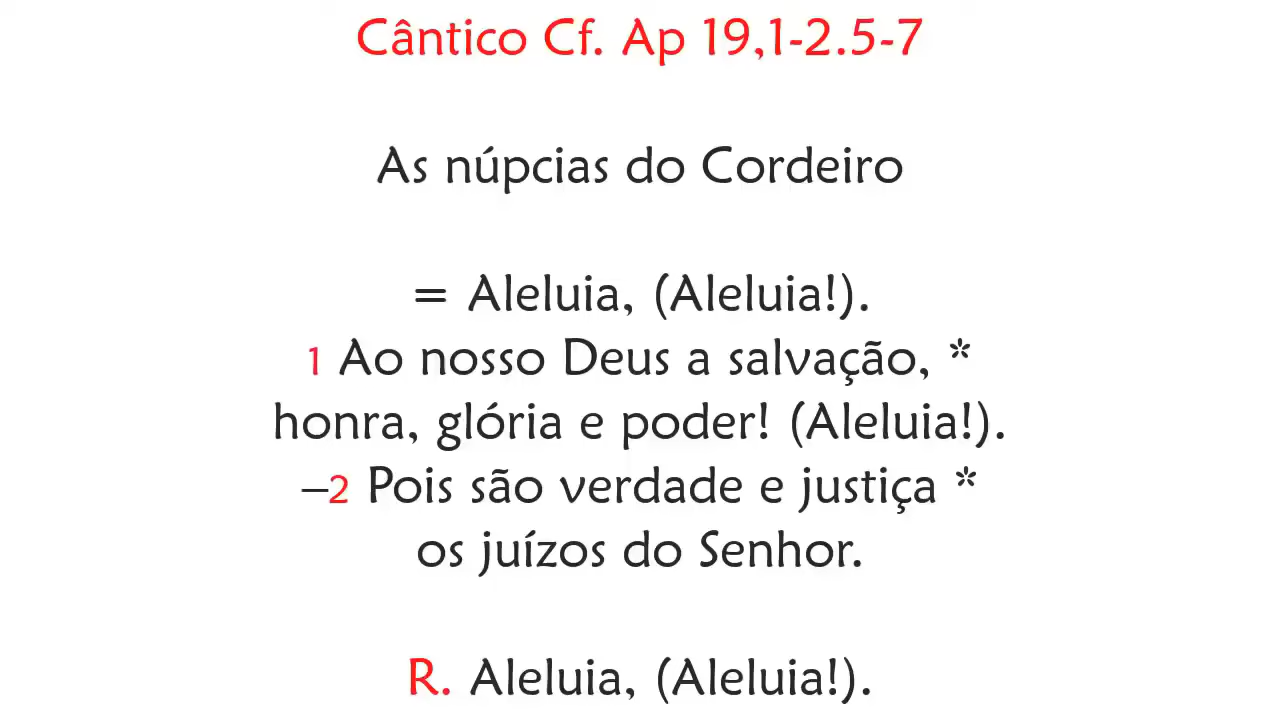 Cântico Cf. Ap 19,1-2.5-7
As núpcias do Cordeiro
= Aleluia, (Aleluia!).
1 Ao nosso Deus a salvação, *
honra, glória e poder! (Aleluia!).
–2 Pois são verdade e justiça *
os juízos do Senhor.
R. Aleluia, (Aleluia!).